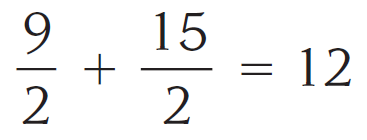 9/2 + 15/2 = 12